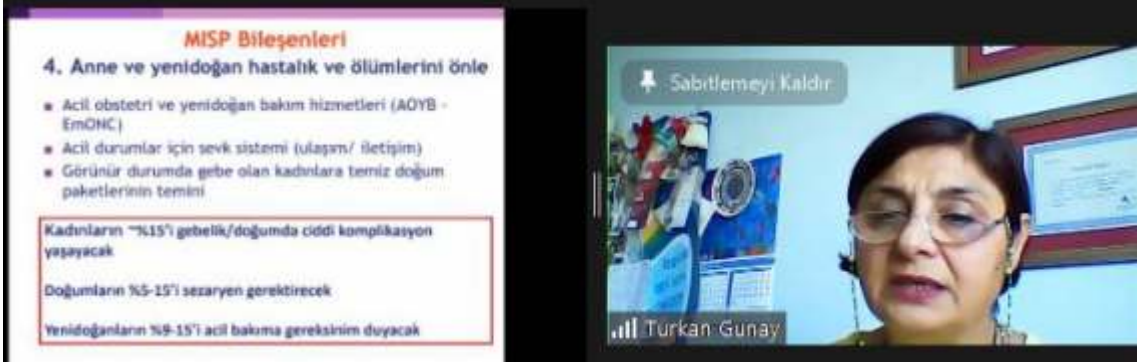 MISP Bileşenleri
4. Anne ve yenidoğan hastalık ve ölümlerini önle
Acil obstetri ve yenidoğan bakım hizmetleri (AOYB -
EmONC)
Acil durumlar için sevk sistemi (ulaşım/ iletişim)
Görünür durumda gebe olan kadınlara temiz doğum
paketlerinin temini
Kadınların ~%15'i gebelik/doğumda ciddi komplikasyon
yaşayacak
Doğumların %5-15'i sezaryen gerektirecek
Yenidoğanların %9-15'i acil bakıma gereksinim duyacak
Sabitlemeyi Kaldır
Turkan Gunay